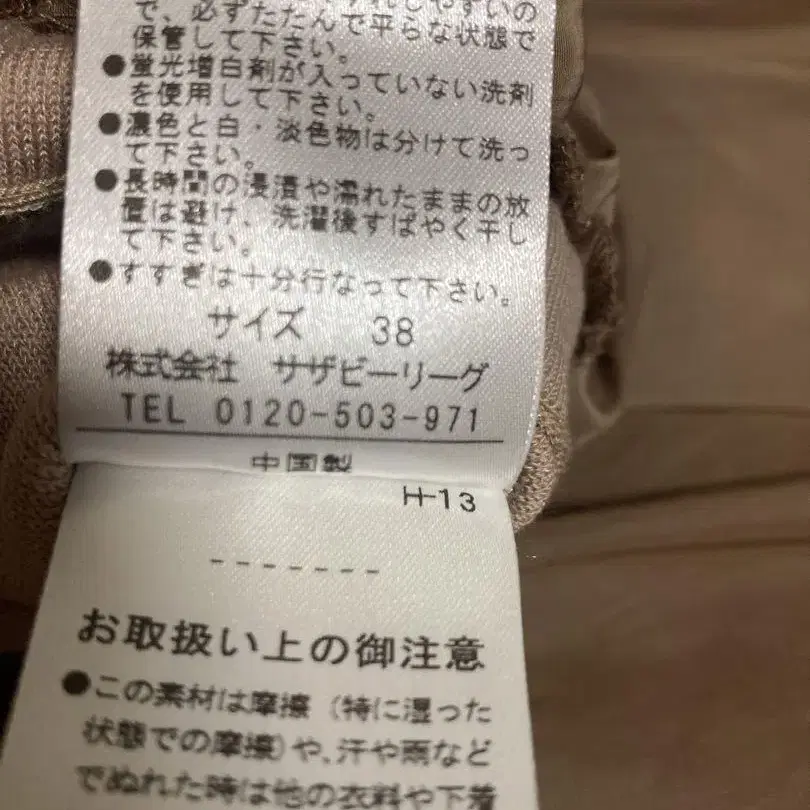 で、必ずたたんで平らな状態で
保管して下さい。
●蛍光増白剤が入っていない洗剤
を使用して下さい。
●濃色と白・淡色物は分けて洗っ
て下さい。
●長時間の浸漬や濡れたままの放
置は避け、洗濯後すばやく干し
て下さい。
●すすぎは十分行なって下さい。
サイズ 38
株式会社 サザビーリーグ
TEL 0120-503-971
中国製
H-13
-------
お取扱い上の御注意
●この素材は摩擦（特に湿った
状態での摩擦）や、汗や雨など
でぬれた時は他の衣料や下着